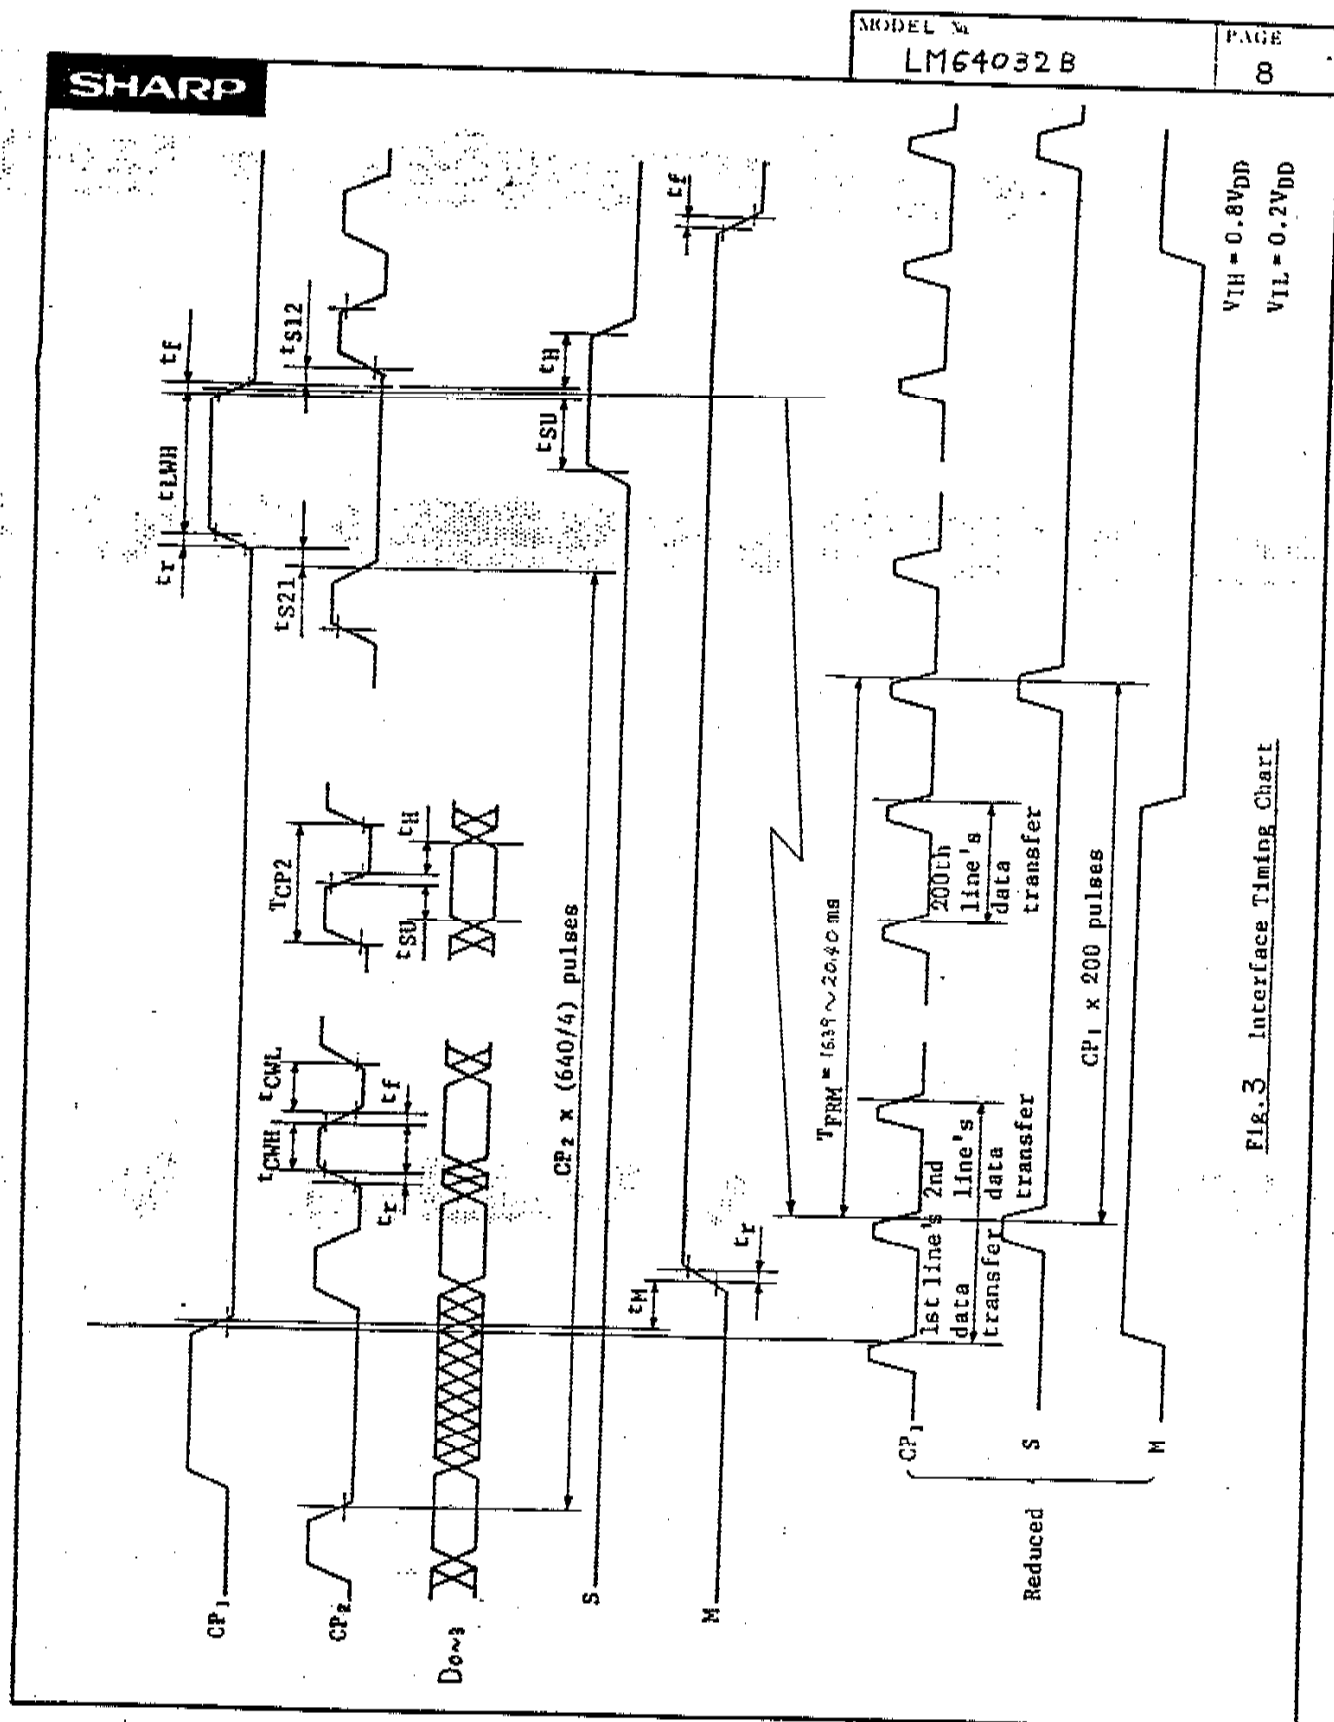 MODEL No
LM64032B
PAGE
8
SHARP
CP1
tr
tLWH
tf
CP2
tr
tCWH
tf
tCWL
TCP2
tS21
tS12
D0~3
tSU
tH
CP2 x (640/4) pulses
S
tSU
tH
M
tM
tr
tf
TFRM = 16.39~20.40 ms
Reduced
CP1
1st line's
data
transfer
2nd
line's
data
transfer
200th
line's
data
transfer
S
CP1 x 200 pulses
M
VIH = 0.8VDD
VIL = 0.2VDD
Fig.3 Interface Timing Chart